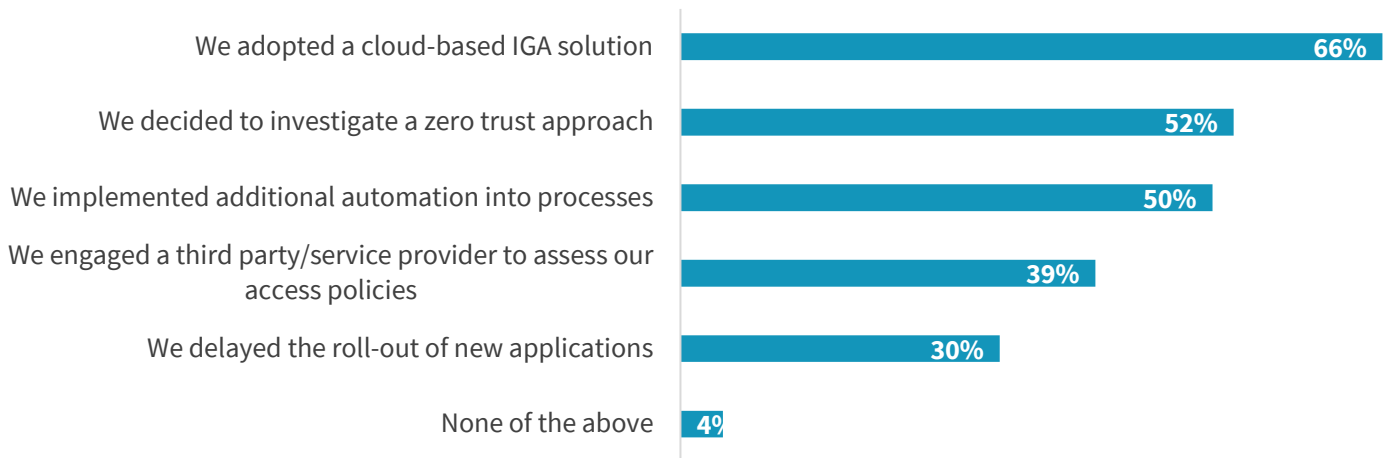 We adopted a cloud-based IGA solution 66%
We decided to investigate a zero trust approach 52%
We implemented additional automation into processes 50%
We engaged a third party/service provider to assess our
access policies 39%
We delayed the roll-out of new applications 30%
None of the above 4%